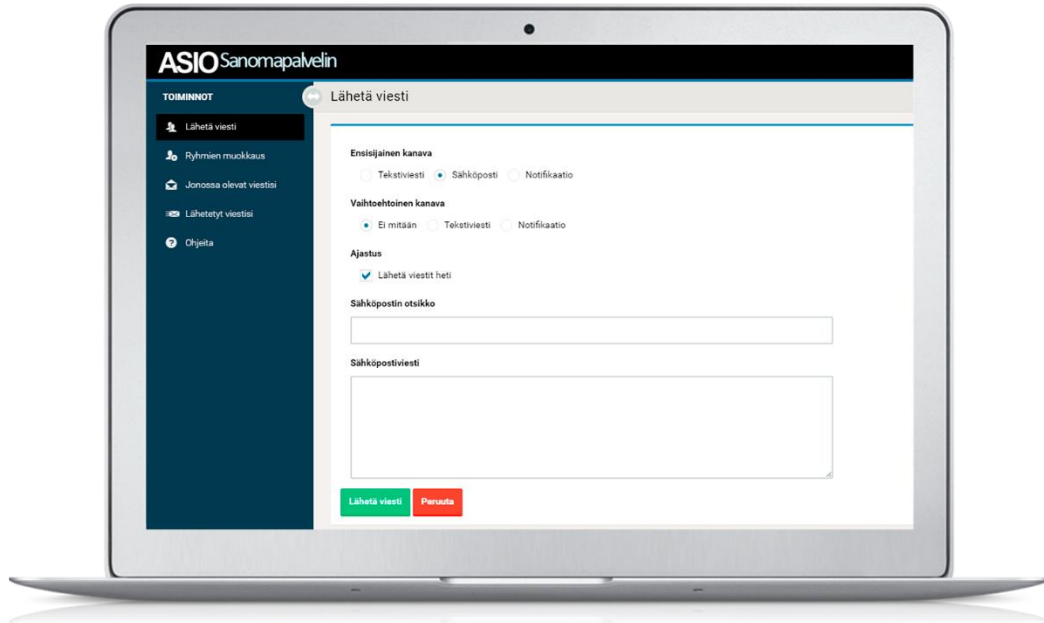 ASIO Sanomapalvelin
TOIMINNOT
Lähetä viesti
Ryhmien muokkaus
Jonossa olevat viestisi
Lähetetyt viestisi
Ohjeita
Lähetä viesti
Ensisijainen kanava
Tekstiviesti Sähköposti Notifikaatio
Vaihtoehtoinen kanava
Ei mitään Tekstiviesti Notifikaatio
Ajastus
Lähetä viestit heti
Sähköpostin otsikko
Sähköpostiviesti
Lähetä viesti Peruuta